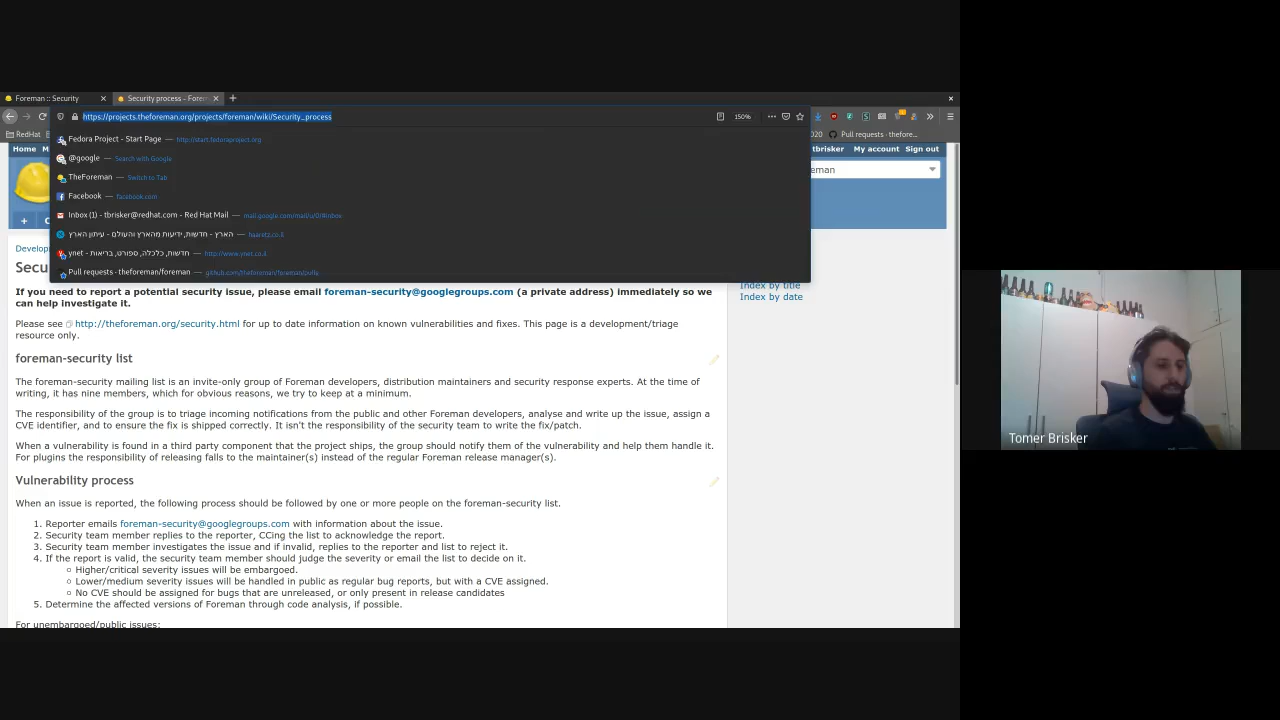 Foreman :: Security
Security process - Forem
https://projects.theforeman.org/projects/foreman/wiki/Security_process
150%
RedHat
Fedora Project - Start Page — http://start.fedoraproject.org
2020
Pull requests · thefore...
Home
@google — Search with Google
tbrisker
My account
Sign out
TheForeman — Switch to Tab
eman
Facebook — facebook.com
Inbox (1) - tbrisker@redhat.com - Red Hat Mail — mail.google.com/mail/u/0/#inbox
הארץ - חדשות, ידיעות מהארץ והעולם - עיתון הארץ — haaretz.co.il
ynet - חדשות, כלכלה, ספורט, בריאות — http://www.ynet.co.il
Pull requests · theforeman/foreman — github.com/theforeman/foreman/pulls
Develop
Secu
Index by title
Index by date
If you need to report a potential security issue, please email foreman-security@googlegroups.com (a private address) immediately so we
can help investigate it.
Please see http://theforeman.org/security.html for up to date information on known vulnerabilities and fixes. This page is a development/triage
resource only.
foreman-security list
The foreman-security mailing list is an invite-only group of Foreman developers, distribution maintainers and security response experts. At the time of
writing, it has nine members, which for obvious reasons, we try to keep at a minimum.
The responsibility of the group is to triage incoming notifications from the public and other Foreman developers, analyse and write up the issue, assign a
CVE identifier, and to ensure the fix is shipped correctly. It isn't the responsibility of the security team to write the fix/patch.
When a vulnerability is found in a third party component that the project ships, the group should notify them of the vulnerability and help them handle it.
For plugins the responsibility of releasing falls to the maintainer(s) instead of the regular Foreman release manager(s).
Vulnerability process
When an issue is reported, the following process should be followed by one or more people on the foreman-security list.
1. Reporter emails foreman-security@googlegroups.com with information about the issue.
2. Security team member replies to the reporter, CCing the list to acknowledge the report.
3. Security team member investigates the issue and if invalid, replies to the reporter and list to reject it.
4. If the report is valid, the security team member should judge the severity or email the list to decide on it.
Higher/critical severity issues will be embargoed.
Lower/medium severity issues will be handled in public as regular bug reports, but with a CVE assigned.
No CVE should be assigned for bugs that are unreleased, or only present in release candidates
5. Determine the affected versions of Foreman through code analysis, if possible.
For unembargoed/public issues:
Tomer Brisker